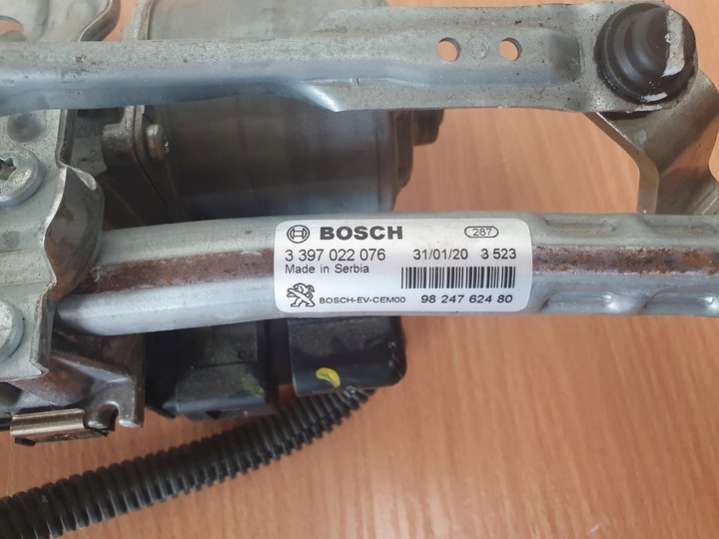 BOSCH 287
3 397 022 076 31/01/20 3 523
Made in Serbia
BOSCH-EV-CEM00 98 247 624 80